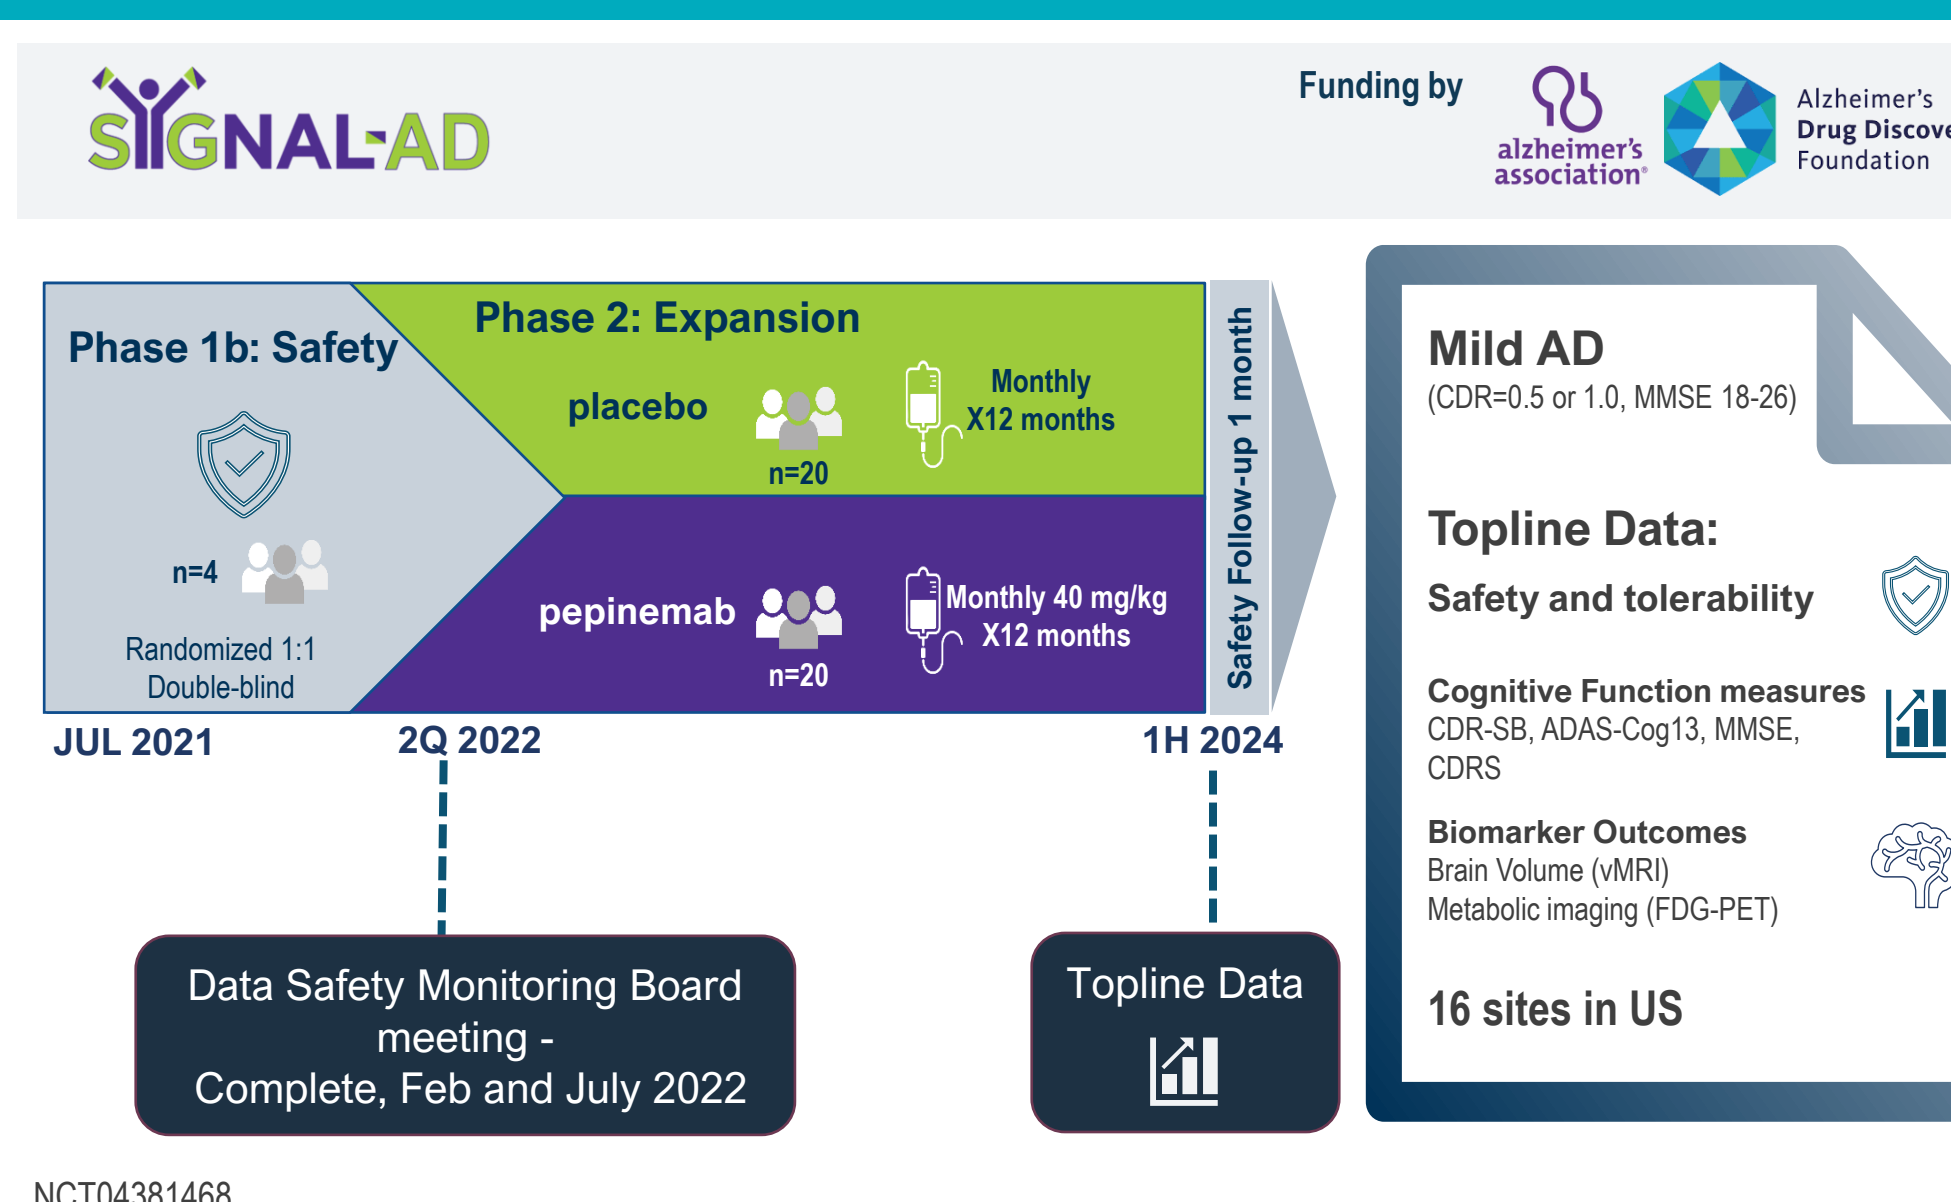 SIGNAL-AD
Funding by
alzheimer's
association®
Alzheimer's
Drug Discove
Foundation
Phase 1b: Safety
n=4
Randomized 1:1
Double-blind
Phase 2: Expansion
placebo
n=20
Monthly
X12 months
pepinemab
n=20
Monthly 40 mg/kg
X12 months
Safety Follow-up 1 month
JUL 2021
2Q 2022
1H 2024
Data Safety Monitoring Board
meeting -
Complete, Feb and July 2022
Topline Data
Mild AD
(CDR=0.5 or 1.0, MMSE 18-26)
Topline Data:
Safety and tolerability
Cognitive Function measures
CDR-SB, ADAS-Cog13, MMSE,
CDRS
Biomarker Outcomes
Brain Volume (vMRI)
Metabolic imaging (FDG-PET)
16 sites in US
NCT04381468